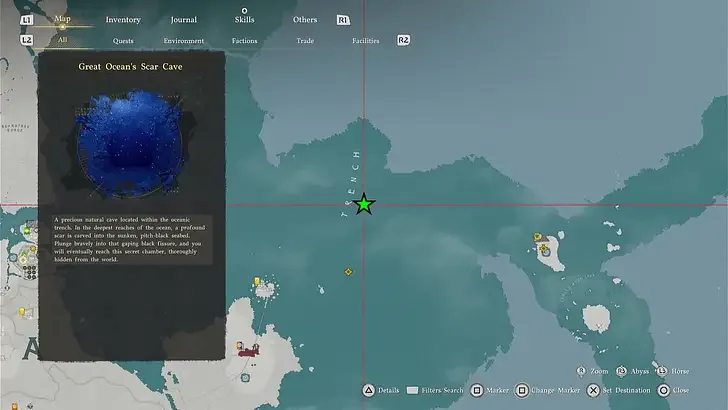 L1 Map Inventory Journal Skills Others R1
L2 All Quests Environment Factions Trade Facilities R2
Great Ocean's Scar Cave
TRENCH
A precious natural cave located within the oceanic
trench. In the deepest reaches of the ocean, a profound
scar is carved into the sunken, pitch-black seabed.
Plunge bravely into that gaping black fissure, and you
will eventually reach this secret chamber, thoroughly
hidden from the world.
A
R Zoom R3 Abyss L3 Horse
Details Filters/Search Marker Change Marker Set Destination Close